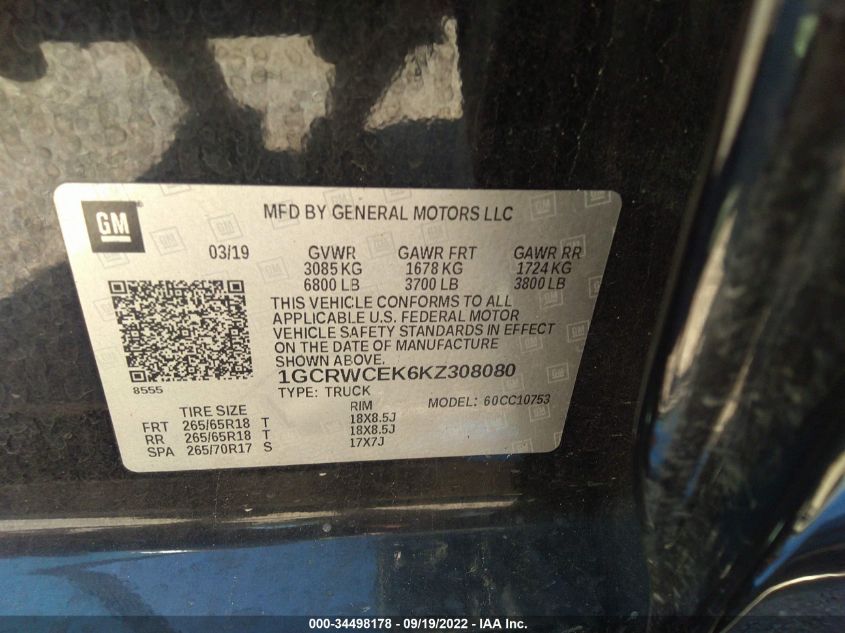 GM
MFD BY GENERAL MOTORS LLC
03/19 GVWR GAWR FRT GAWR RR
3085 KG 1678 KG 1724 KG
6800 LB 3700 LB 3800 LB
THIS VEHICLE CONFORMS TO ALL
APPLICABLE U.S. FEDERAL MOTOR
VEHICLE SAFETY STANDARDS IN EFFECT
ON THE DATE OF MANUFACTURE
SHOWN ABOVE.
1GCRWCEK6KZ308080
8555
TYPE: TRUCK MODEL: 60CC10753
TIRE SIZE RIM
FRT 265/65R18 T 18X8.5J
RR 265/65R18 T 18X8.5J
SPA 265/70R17 S 17X7J
000-34498178 - 09/19/2022 - Copyright © 2022, IAA Inc.